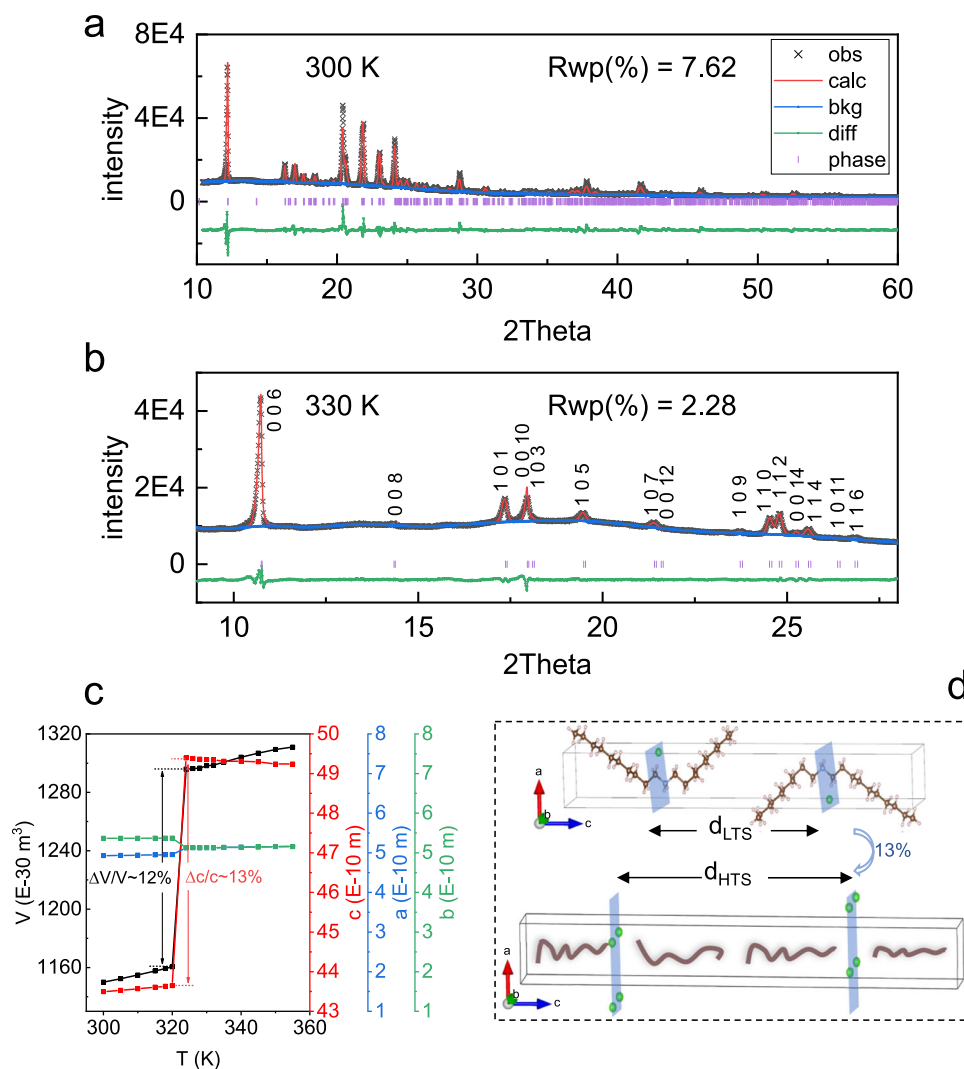 a
8E4
4E4
0
intensity
300 K
Rwp(%) = 7.62
obs
calc
bkg
diff
phase
10
20
30
40
50
60
2Theta
b
4E4
2E4
0
intensity
330 K
Rwp(%) = 2.28
0 0 6
0 0 8
1 0 1
0 0 10
1 0 3
1 0 5
1 0 7
0 0 12
1 0 9
1 1 0
1 1 2
0 0 14
1 1 4
1 0 11
1 1 6
10
15
20
25
2Theta
c
1320
1280
1240
1200
1160
V (E-30 m³)
ΔV/V~12%
Δc/c~13%
300
320
340
360
T (K)
50
49
48
47
46
45
44
43
c (E-10 m)
8
7
6
5
4
3
2
1
a (E-10 m)
8
7
6
5
4
3
2
1
b (E-10 m)
d
a
b
c
d_LTS
13%
d_HTS
a
b
c